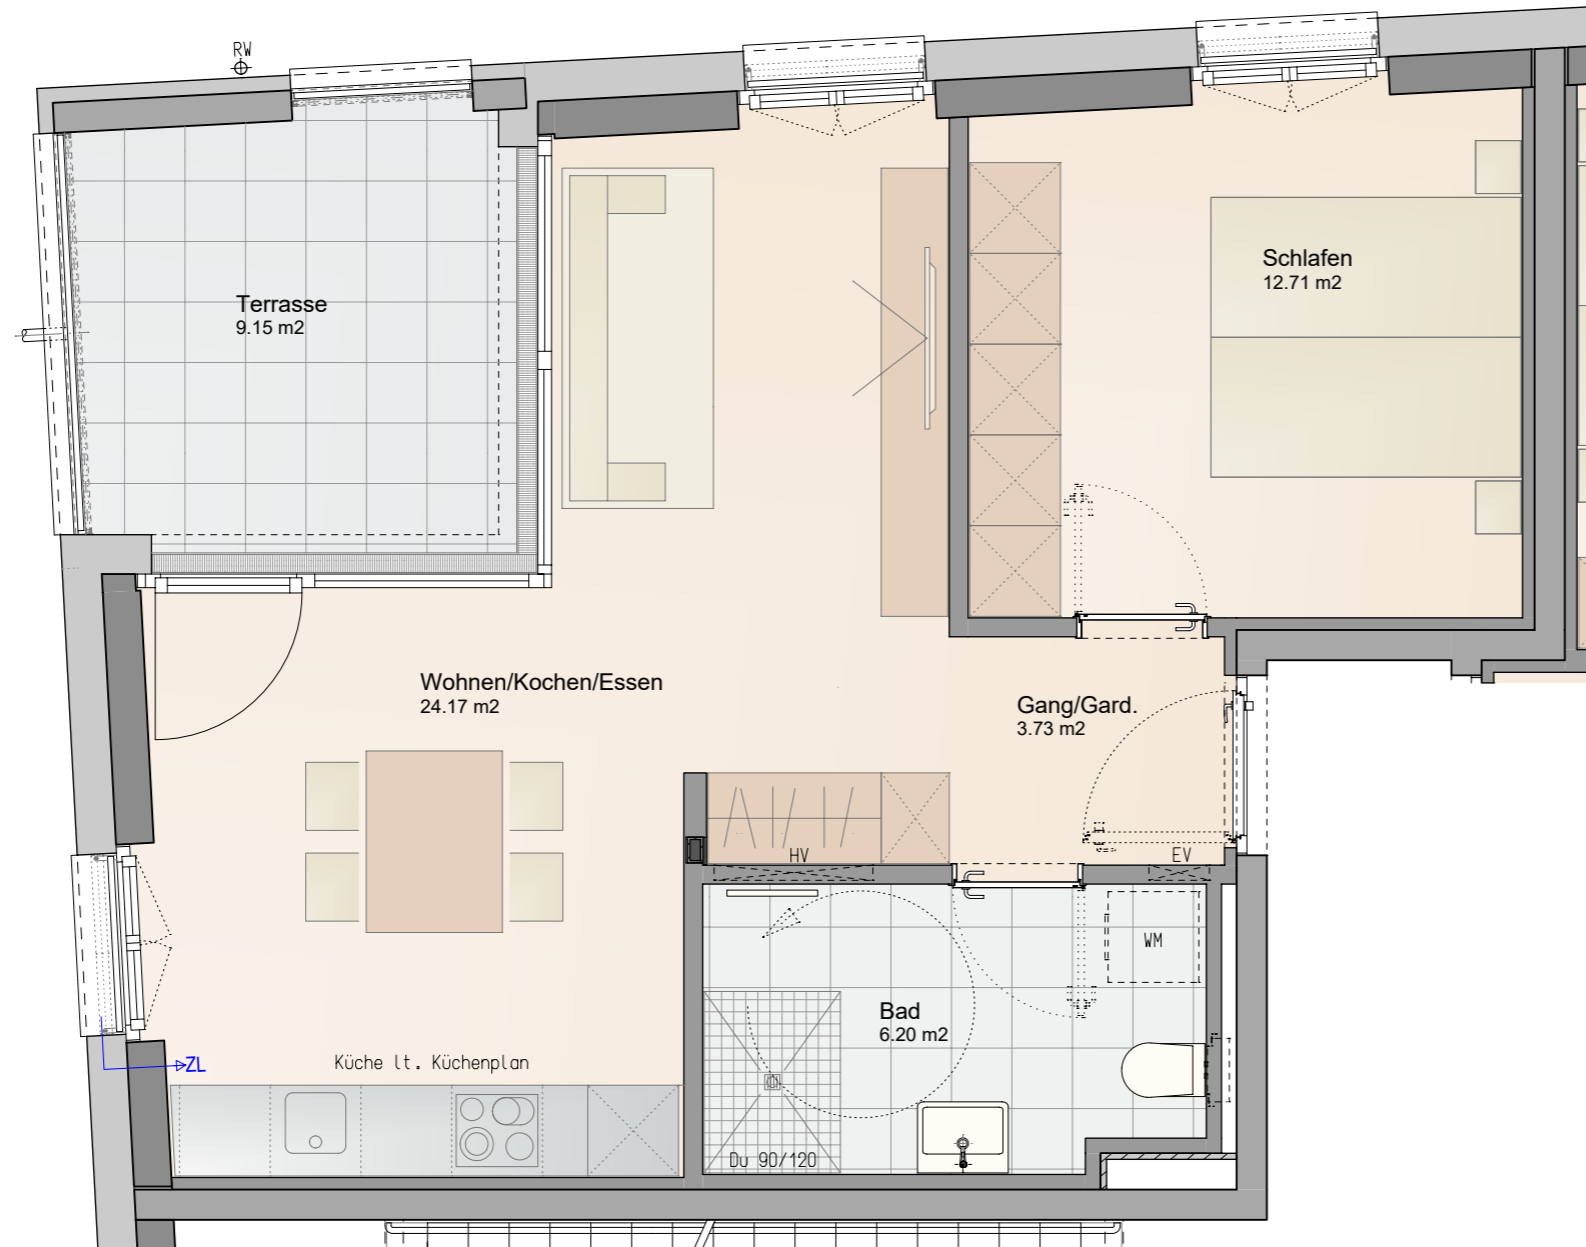 RW
Schlafen
12.71 m2
Terrasse
9.15 m2
Wohnen/Kochen/Essen
24.17 m2
Gang/Gard.
3.73 m2
HV
EV
WM
Bad
6.20 m2
Küche lt. Küchenplan
ZL
Du 90/120